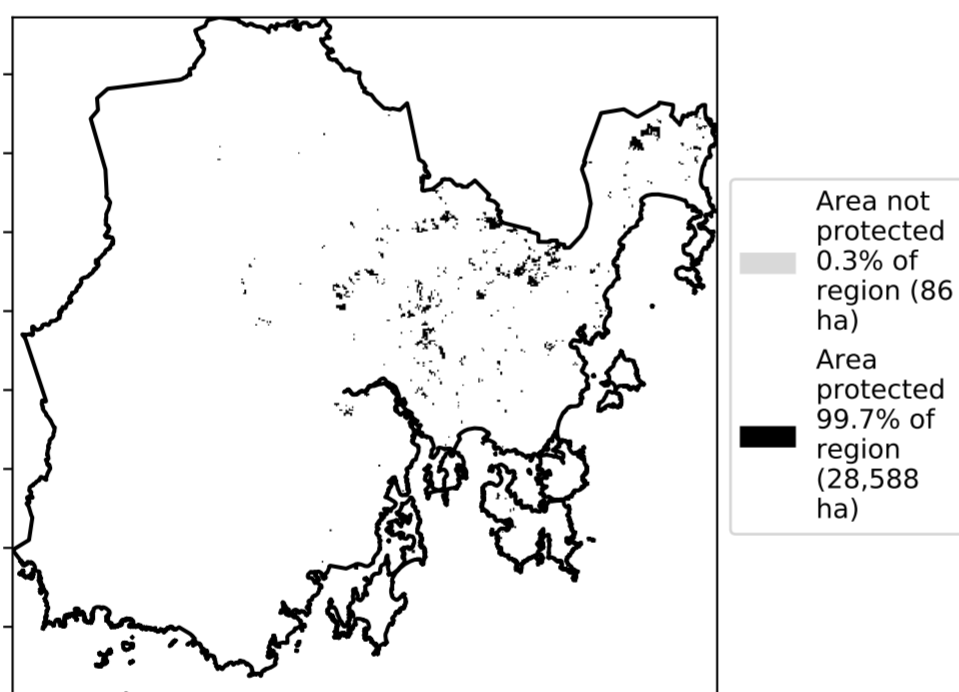 Area not
protected
0.3% of
region (86
ha)
Area
protected
99.7% of
region
(28,588
ha)